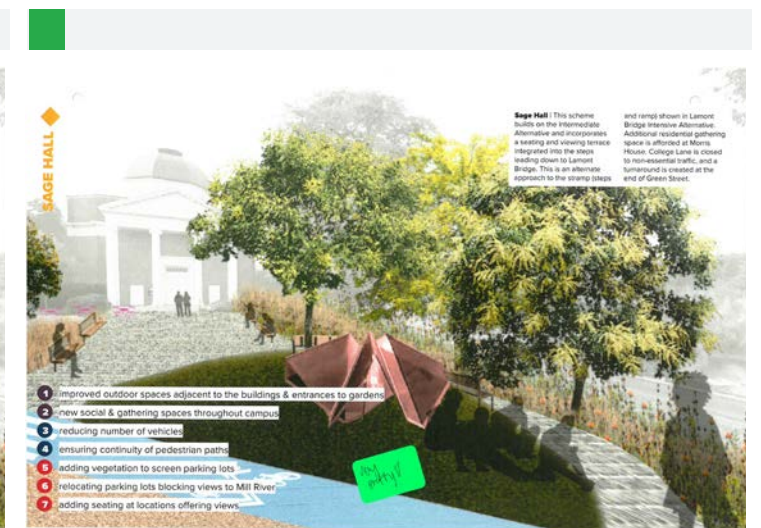 SAGE HALL
Sage Hall | This scheme
builds on the Intermediate
Alternative and incorporates
a seating and viewing terrace
integrated into the steps
leading down to Lamont
Bridge. This is an alternate
approach to the stramp (steps
and ramp) shown in Lamont
Bridge Intensive Alternative.
Additional residential gathering
space is afforded at Morris
House. College Lane is closed
to non-essential traffic, and a
turnaround is created at the
end of Green Street.
1 improved outdoor spaces adjacent to the buildings & entrances to gardens
2 new social & gathering spaces throughout campus
3 reducing number of vehicles
4 ensuring continuity of pedestrian paths
5 adding vegetation to screen parking lots
6 relocating parking lots blocking views to Mill River
7 adding seating at locations offering views
pretty!